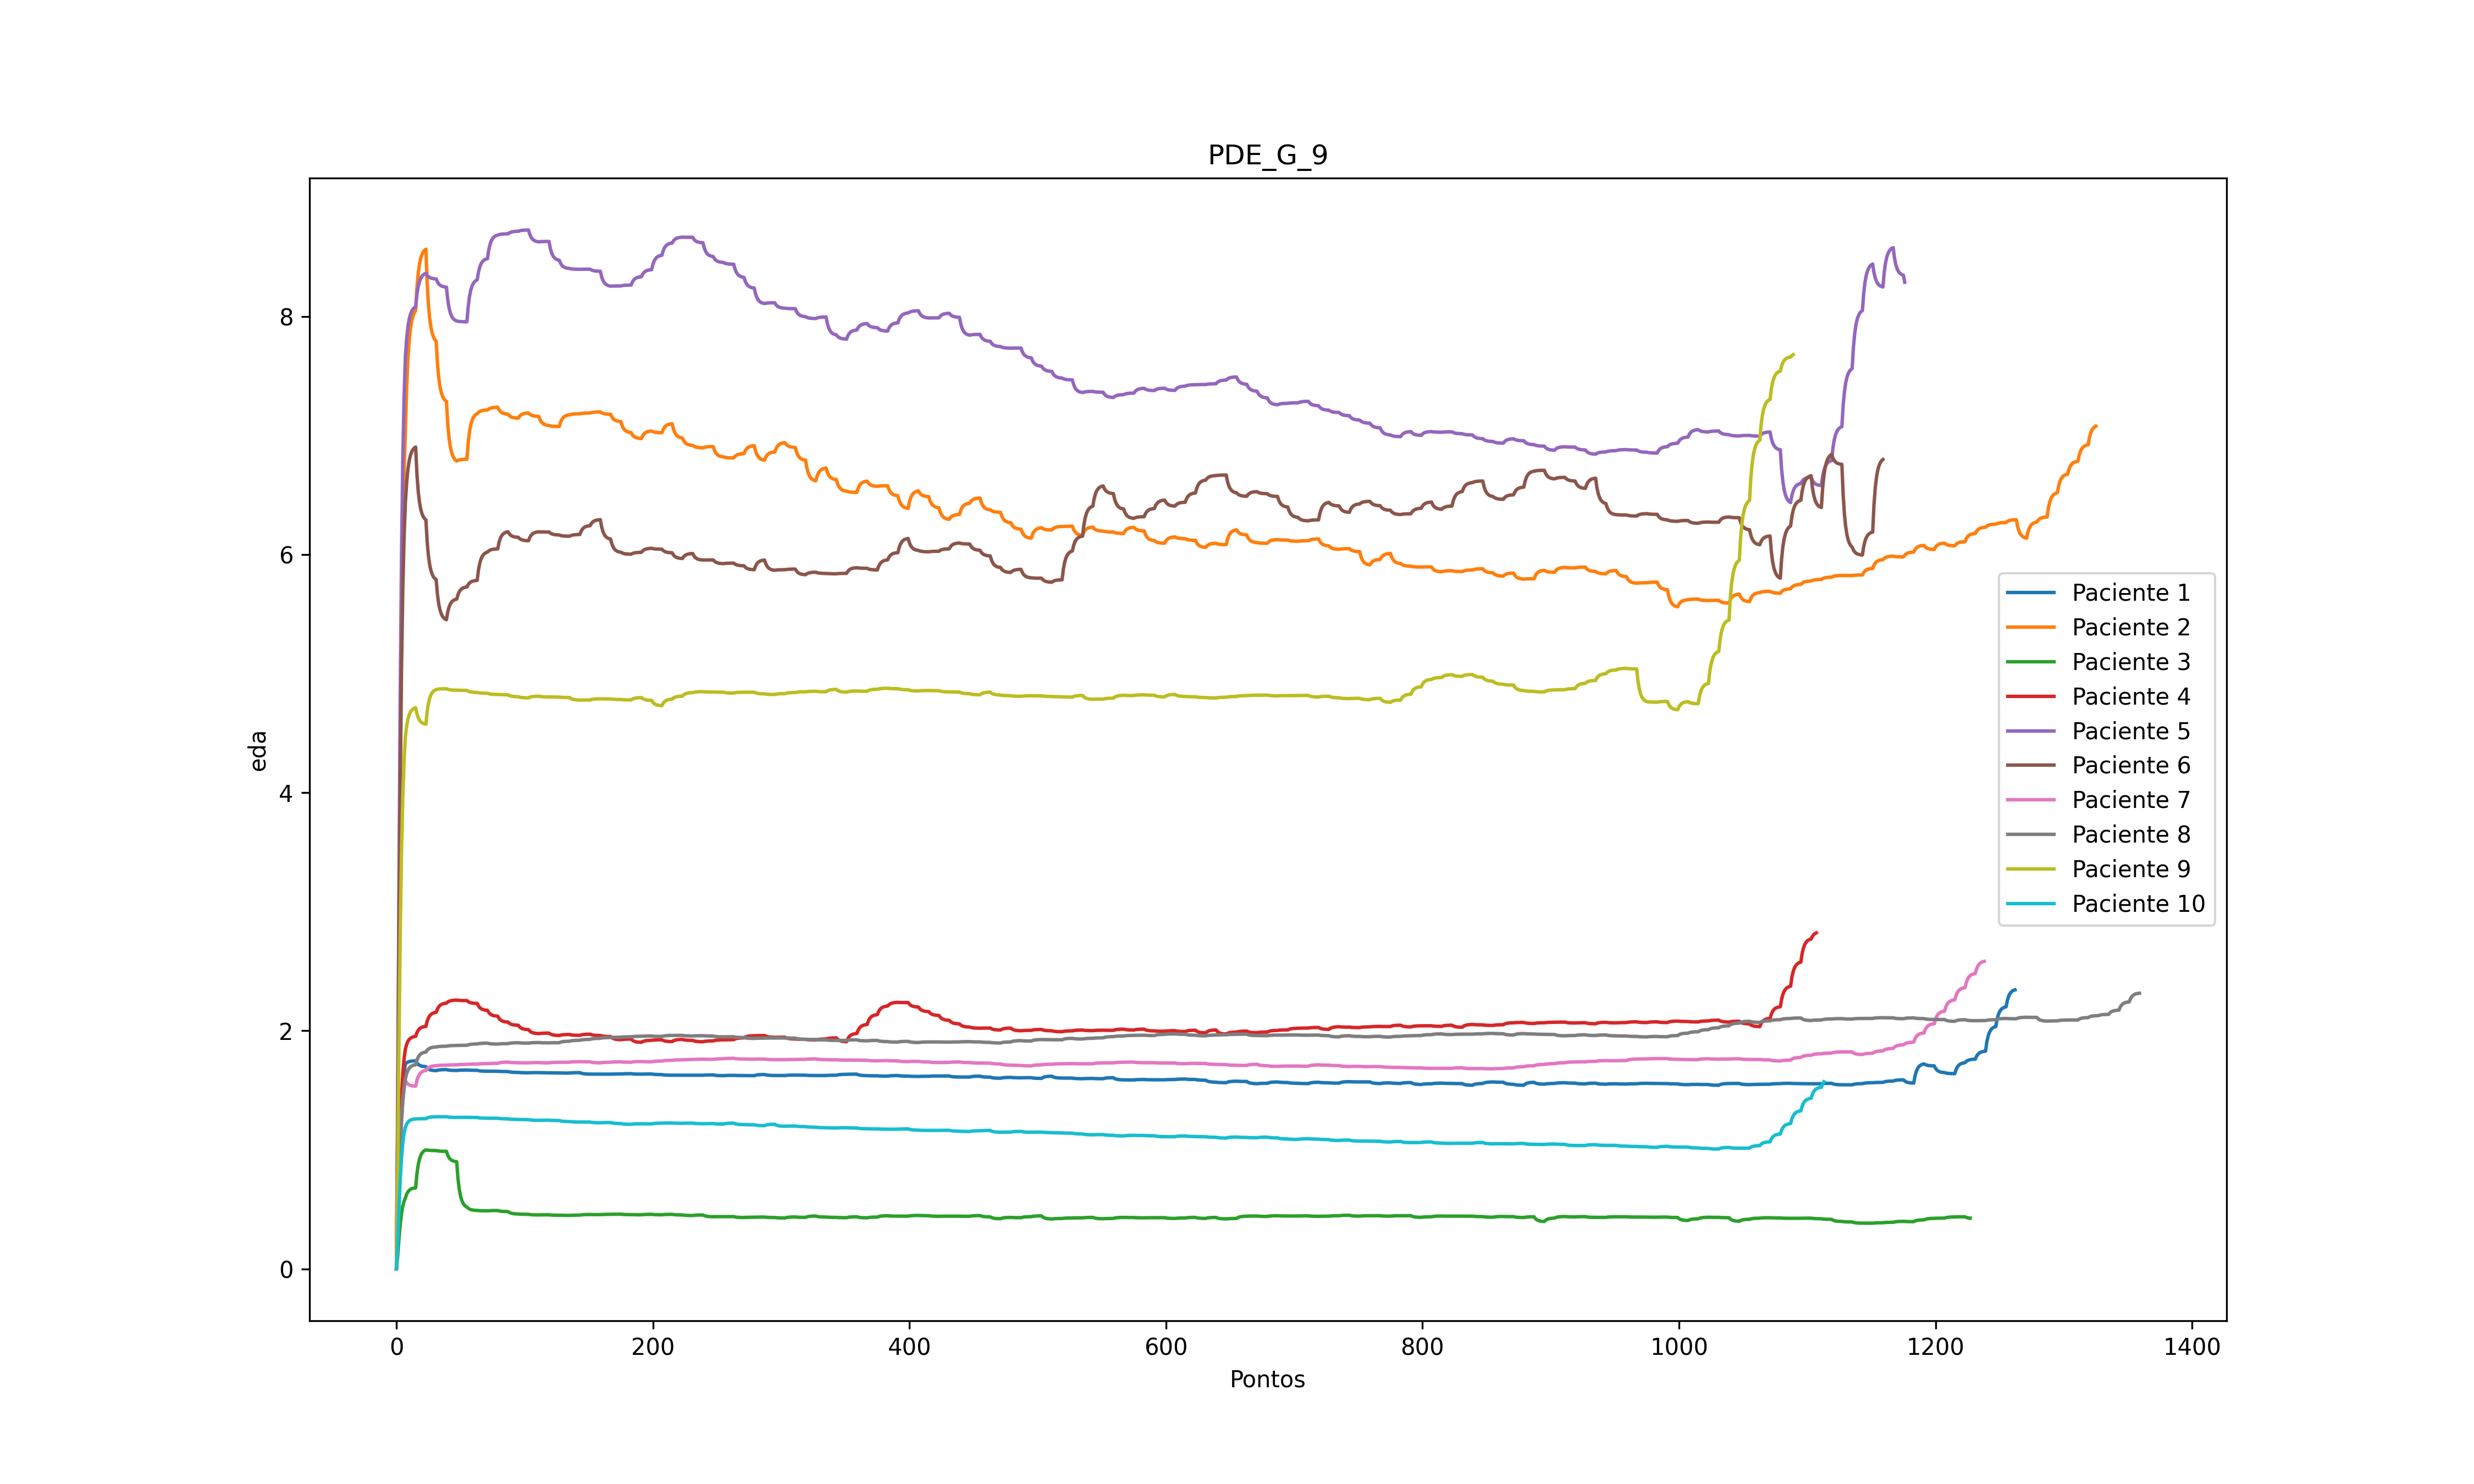 PDE_G_9
eda
8
6
4
2
0
0 200 400 600 800 1000 1200 1400
Pontos
Paciente 1
Paciente 2
Paciente 3
Paciente 4
Paciente 5
Paciente 6
Paciente 7
Paciente 8
Paciente 9
Paciente 10